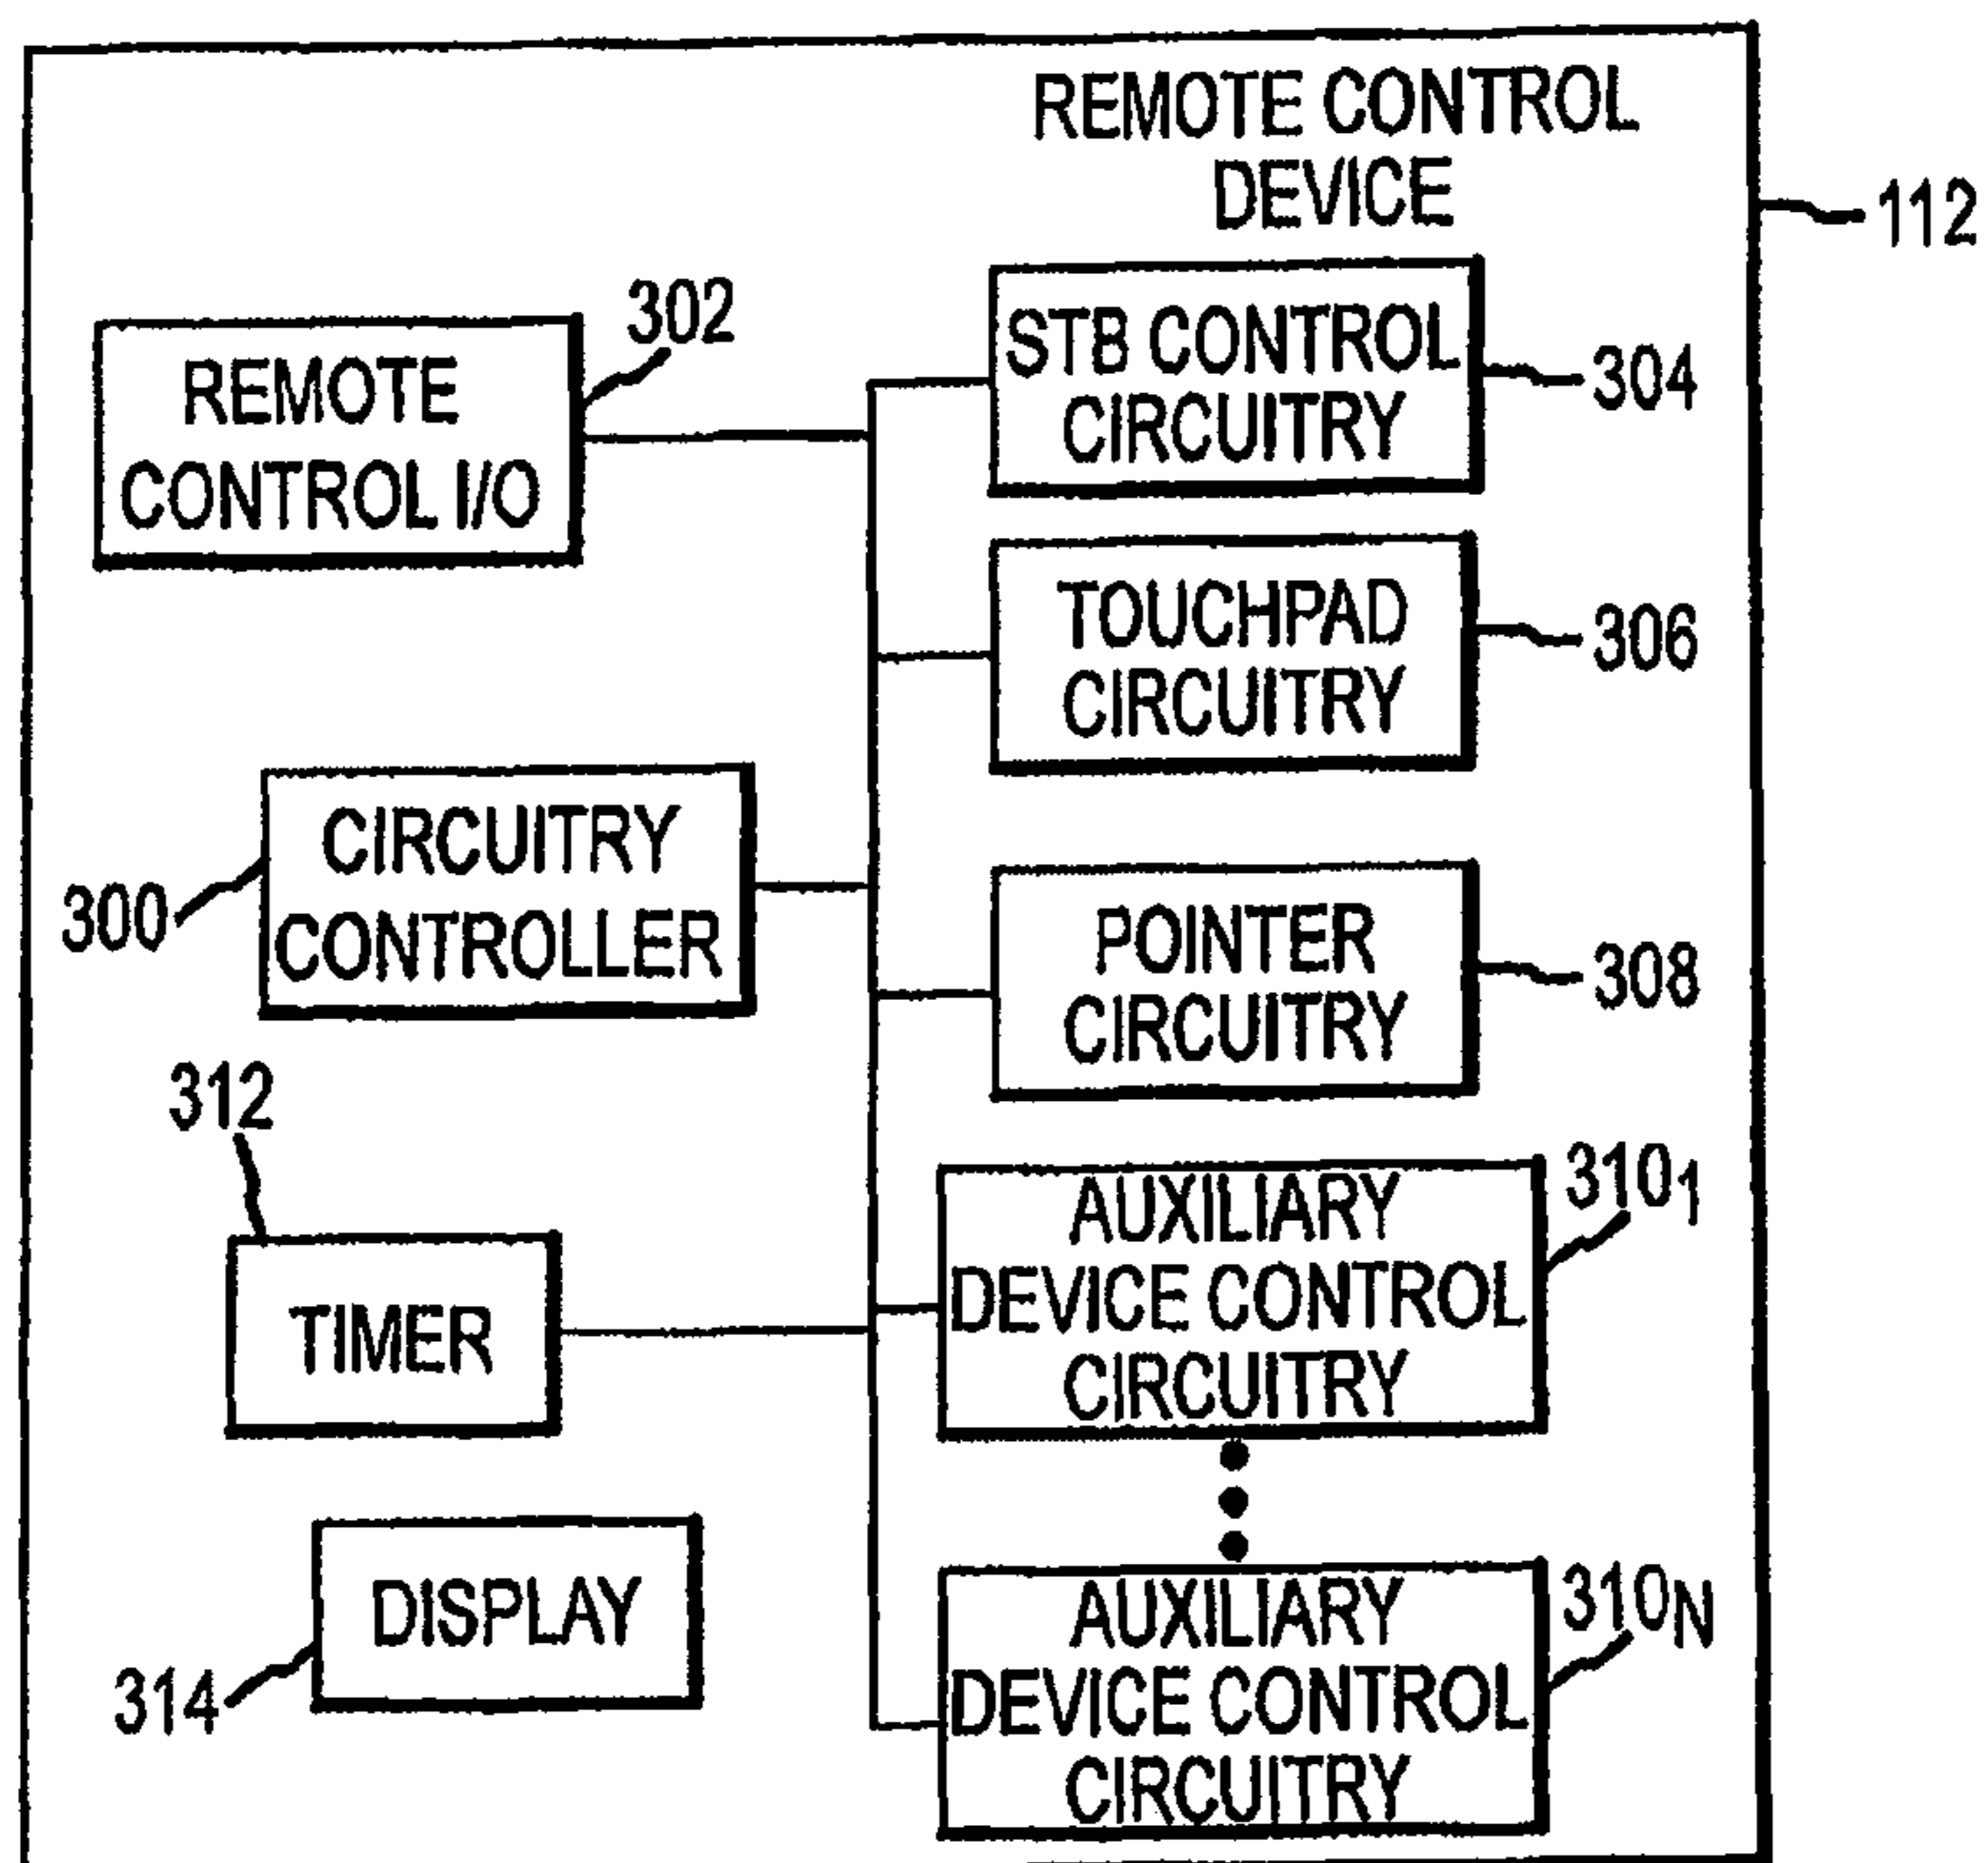 REMOTE CONTROL
DEVICE
112
302
REMOTE
CONTROL I/O
STB CONTROL
CIRCUITRY
304
TOUCHPAD
CIRCUITRY
306
CIRCUITRY
CONTROLLER
300
POINTER
CIRCUITRY
308
312
TIMER
AUXILIARY
DEVICE CONTROL
CIRCUITRY
310₁
DISPLAY
314
AUXILIARY
DEVICE CONTROL
CIRCUITRY
310N